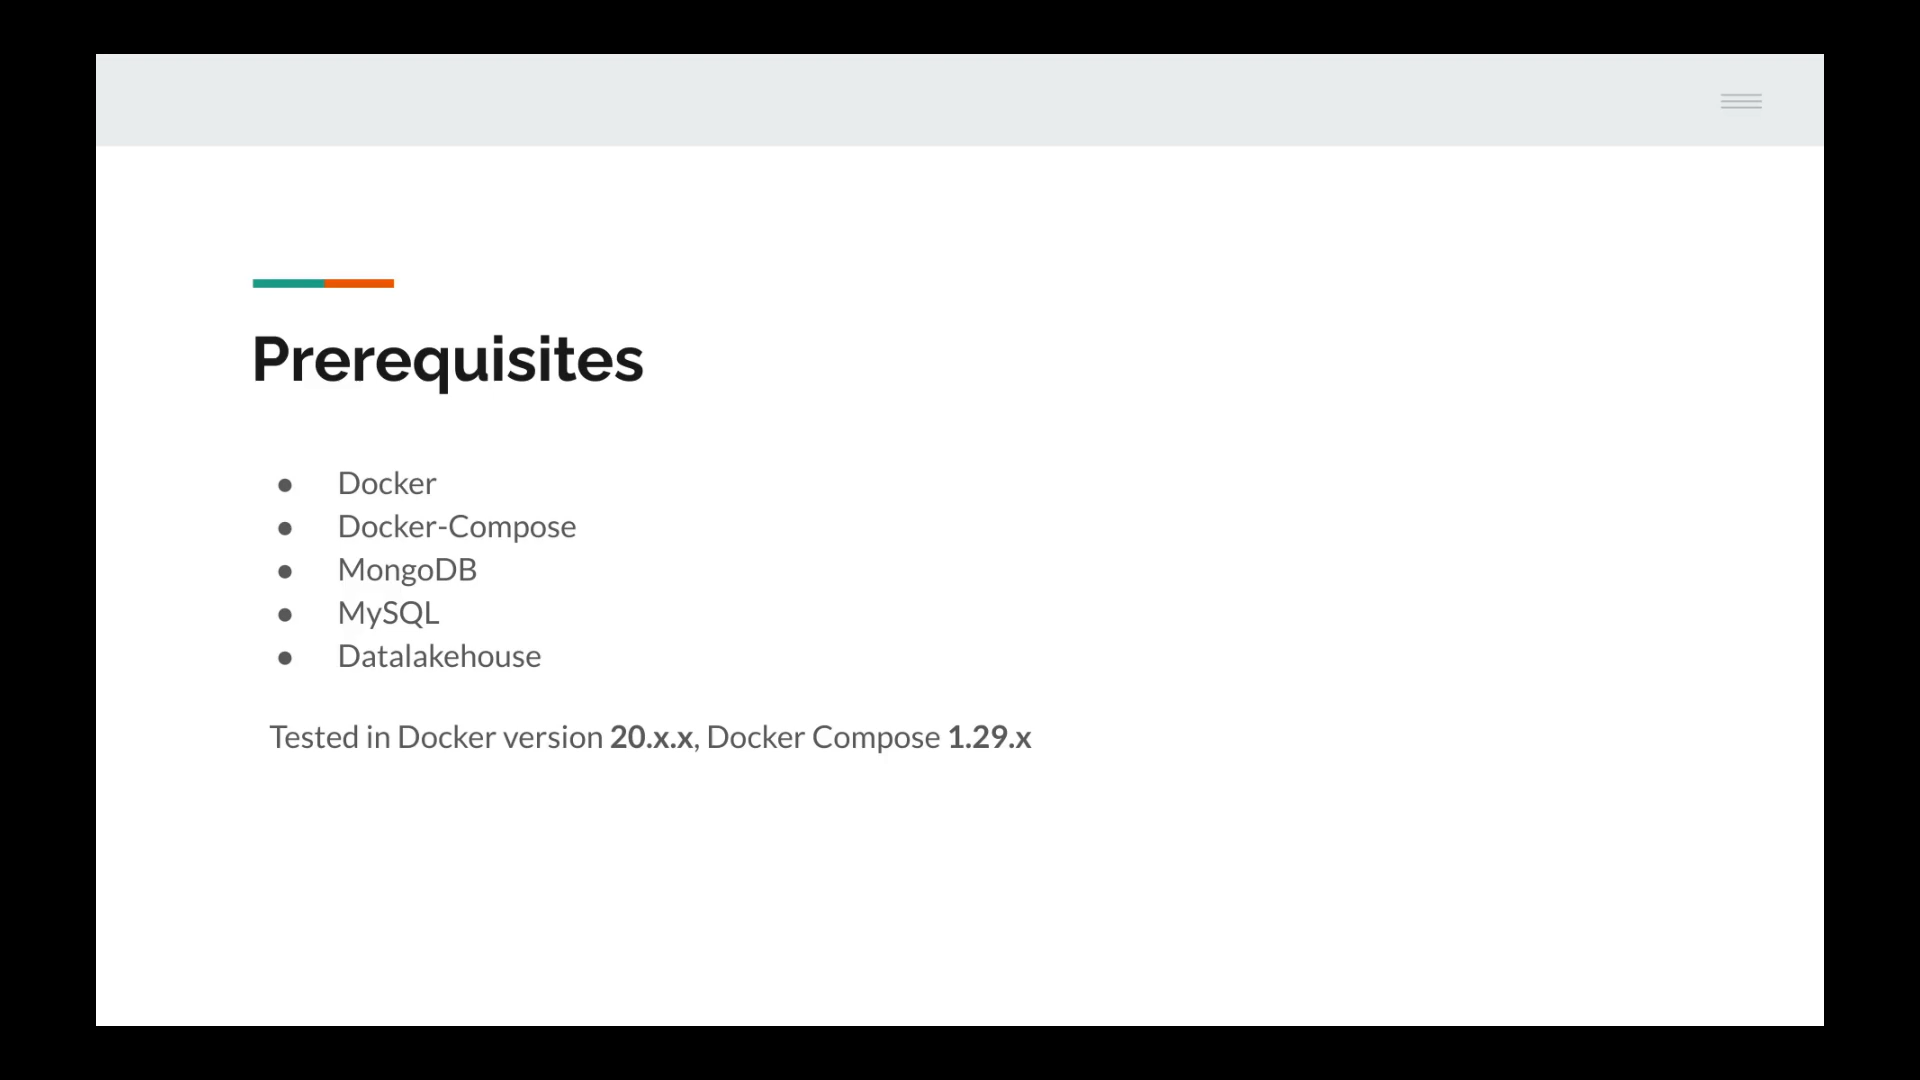 Prerequisites
● Docker
● Docker-Compose
● MongoDB
● MySQL
● Datalakehouse
Tested in Docker version 20.x.x, Docker Compose 1.29.x